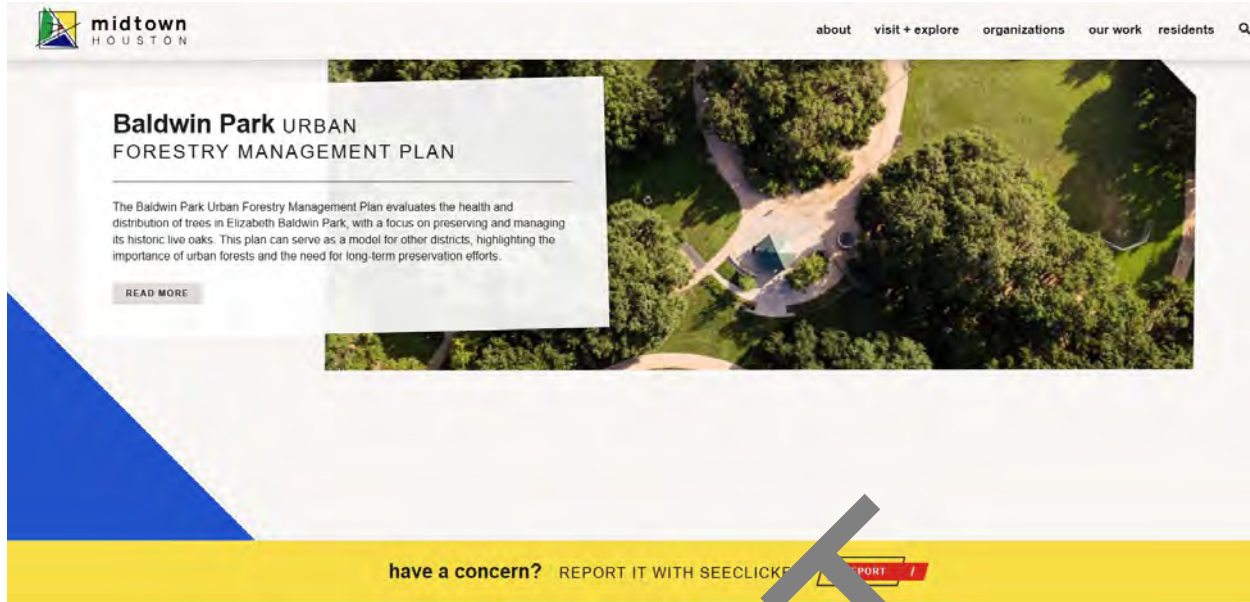 midtown
HOUSTON
about visit + explore organizations our work residents
Baldwin Park URBAN
FORESTRY MANAGEMENT PLAN
The Baldwin Park Urban Forestry Management Plan evaluates the health and
distribution of trees in Elizabeth Baldwin Park, with a focus on preserving and managing
its historic live oaks. This plan can serve as a model for other districts, highlighting the
importance of urban forests and the need for long-term preservation efforts.
READ MORE
have a concern? REPORT IT WITH